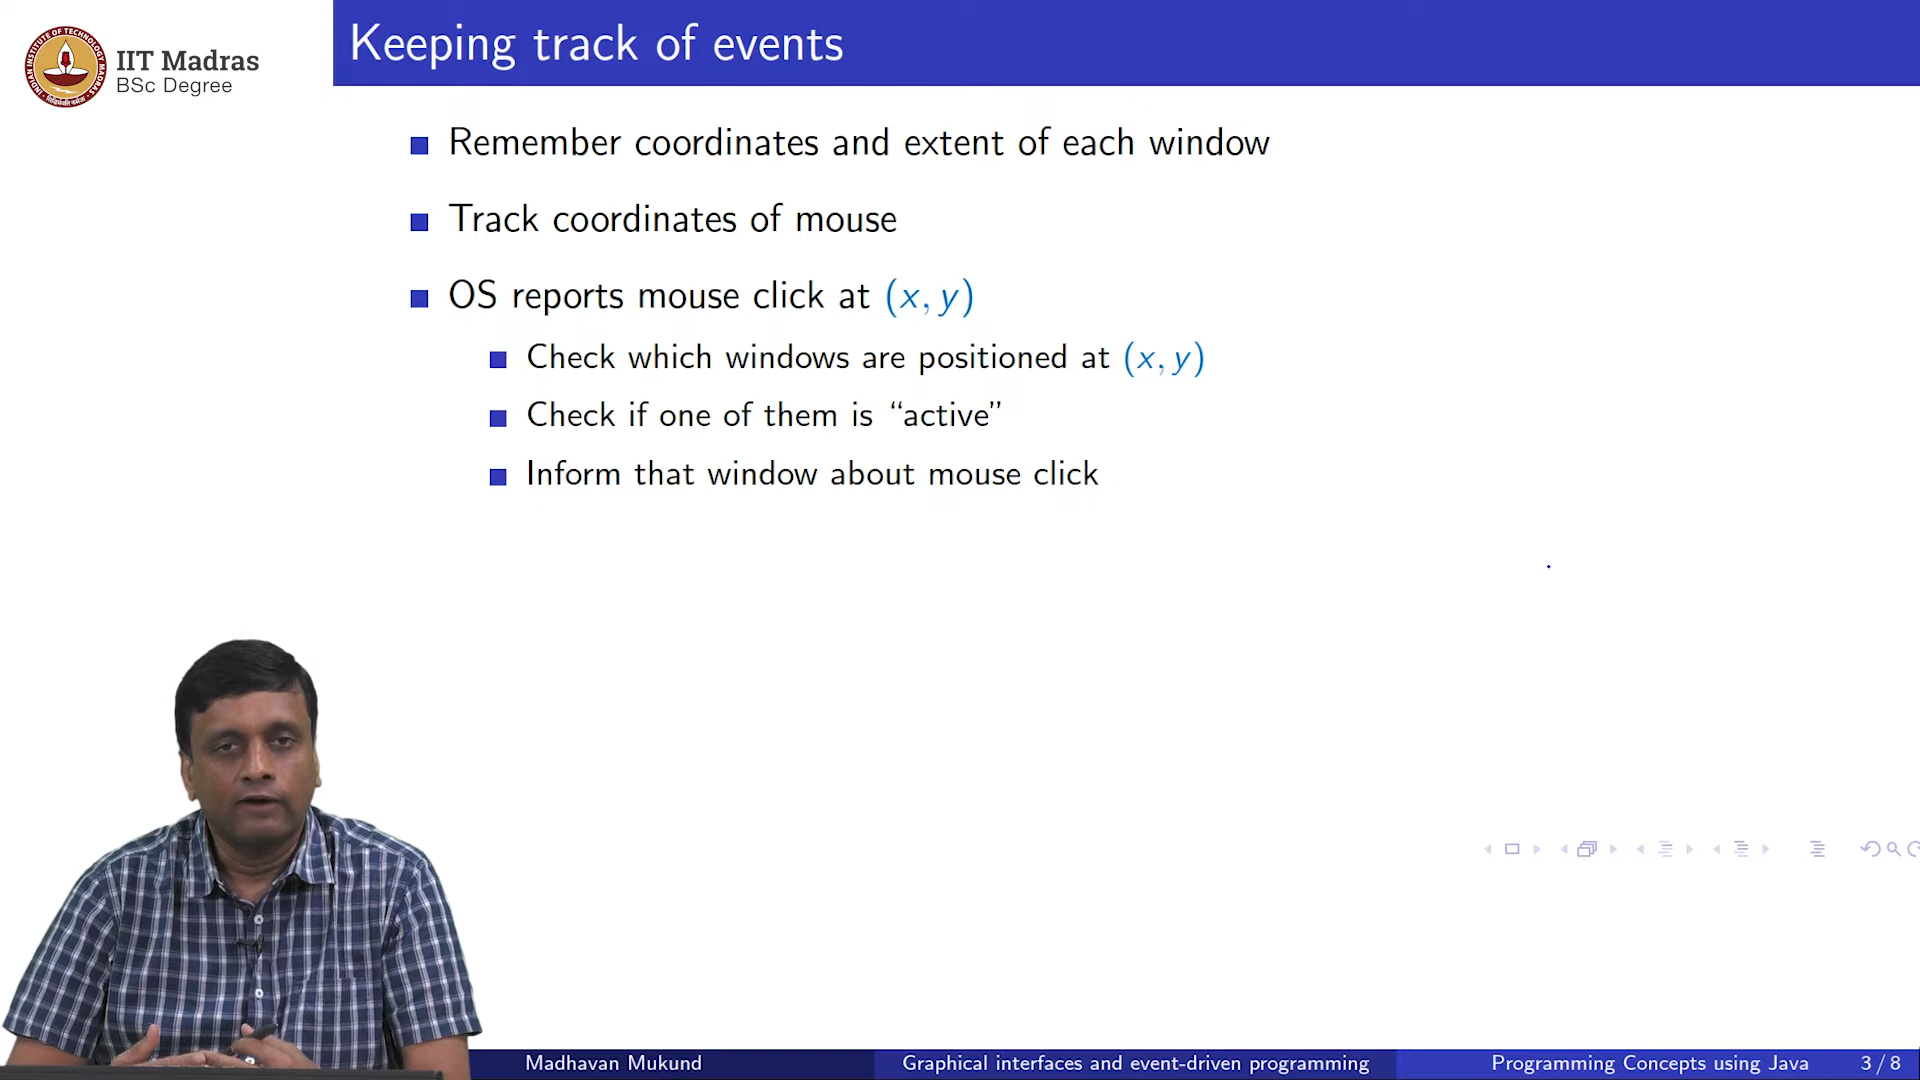 IIT Madras
BSc Degree
Keeping track of events
Remember coordinates and extent of each window
Track coordinates of mouse
OS reports mouse click at (x, y)
Check which windows are positioned at (x, y)
Check if one of them is “active”
Inform that window about mouse click
Madhavan Mukund
Graphical interfaces and event-driven programming
Programming Concepts using Java
3 / 8